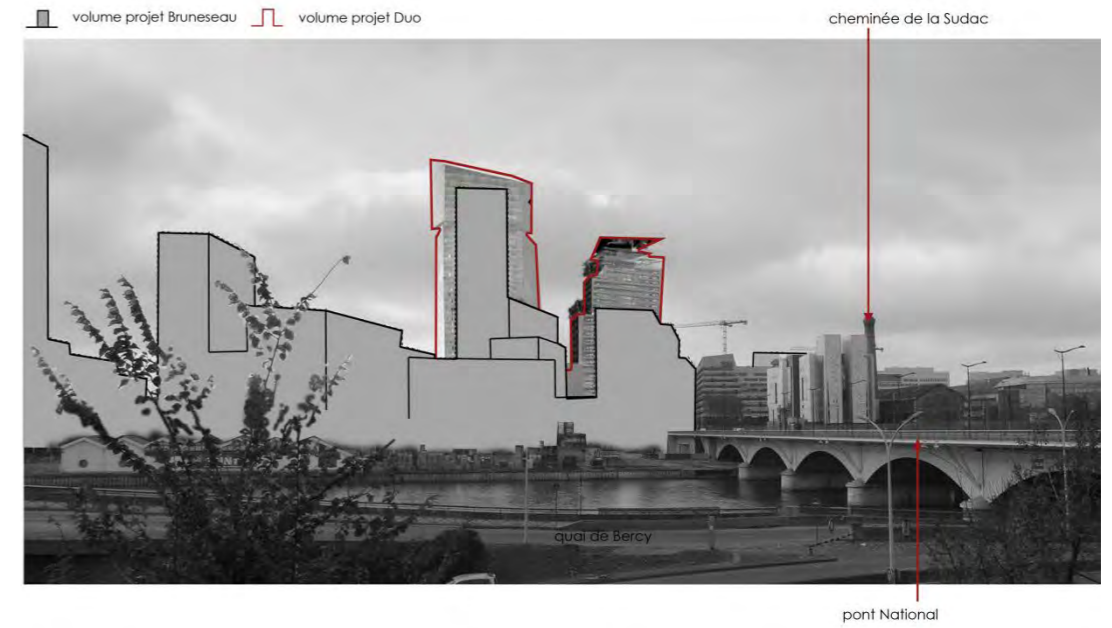 volume projet Bruneseau
volume projet Duo
cheminée de la Sudac
quai de Bercy
pont National